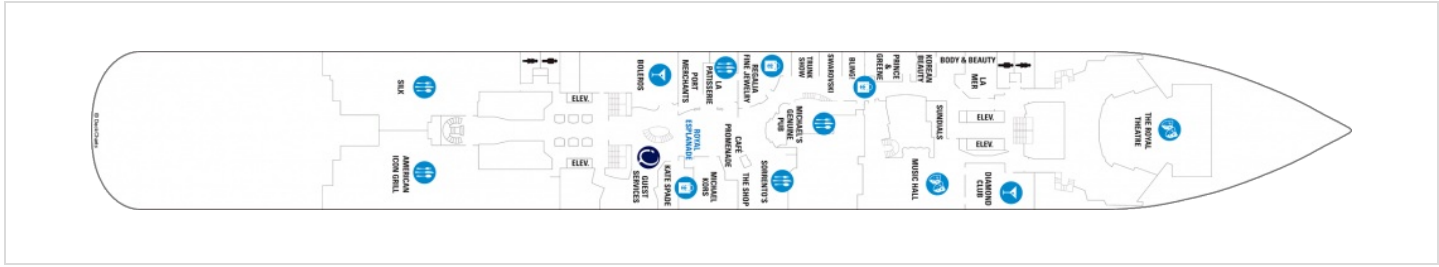 © DeckChairs
SILK
AMERICAN
ICON GRILL
ELEV.
ELEV.
BOLEROS
GUEST
SERVICES
PORT
MERCHANTS
ROYAL
ESPLANADE
KATE SPADE
LA
PATISSERIE
MICHAEL
KORS
CAFE
PROMENADE
THE SHOP
REGALIA
FINE JEWELRY
SORRENTO'S
MICHAEL'S
GENUINE
PUB
TRUNK
SHOW
SWAROVSKI
BLING!
PRINCE
&
GREENE
KOREAN
BEAUTY
BODY & BEAUTY
LA
MER
SUNDIALS
MUSIC HALL
ELEV.
ELEV.
DIAMOND
CLUB
THE ROYAL
THEATRE